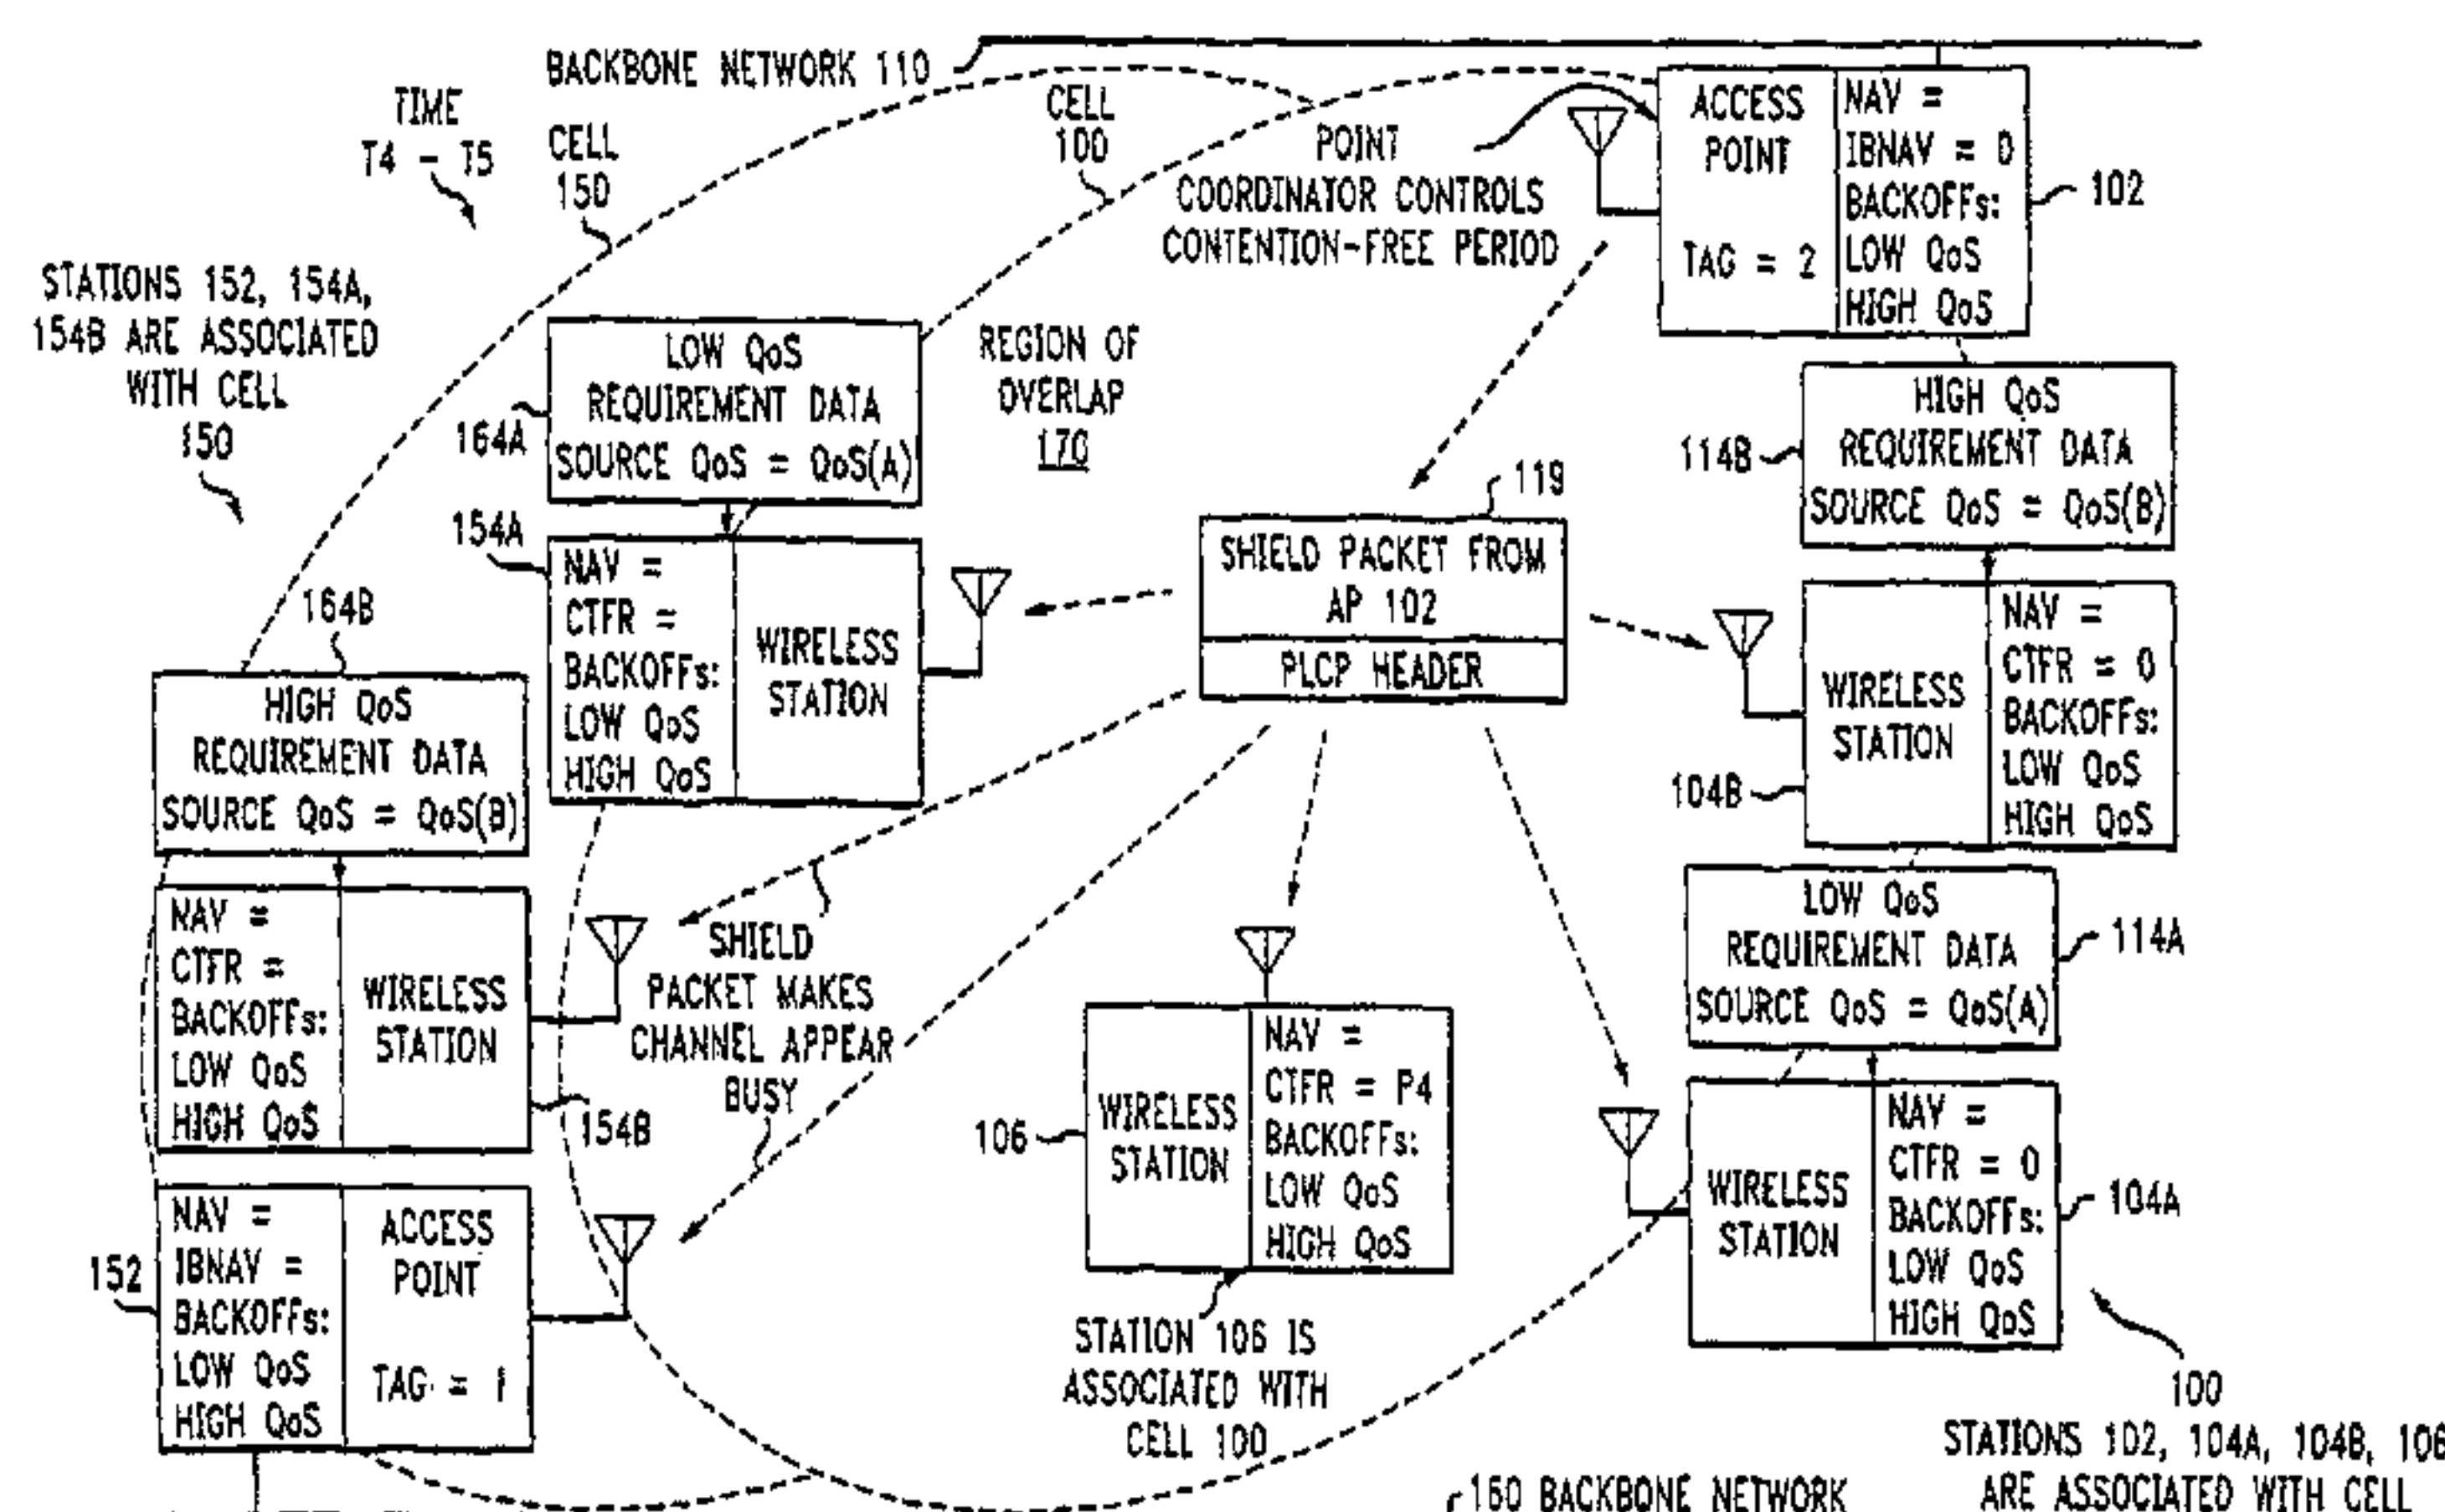 BACKBONE NETWORK 110
TIME
T4 - T5
CELL
150
CELL
100
POINT
COORDINATOR CONTROLS
CONTENTION-FREE PERIOD
ACCESS
POINT
TAG = 2
NAV =
IBNAV = 0
BACKOFFs:
LOW QoS
HIGH QoS
102
STATIONS 152, 154A,
154B ARE ASSOCIATED
WITH CELL
150
LOW QoS
REQUIREMENT DATA
SOURCE QoS = QoS(A)
164A
REGION OF
OVERLAP
170
HIGH QoS
REQUIREMENT DATA
SOURCE QoS = QoS(B)
114B
119
SHIELD PACKET FROM
AP 102
PLCP HEADER
154A
NAV =
CTFR =
BACKOFFs:
LOW QoS
HIGH QoS
WIRELESS
STATION
WIRELESS
STATION
NAV =
CTFR = 0
BACKOFFs:
LOW QoS
HIGH QoS
104B
164B
HIGH QoS
REQUIREMENT DATA
SOURCE QoS = QoS(B)
NAV =
CTFR =
BACKOFFs:
LOW QoS
HIGH QoS
WIRELESS
STATION
154B
SHIELD
PACKET MAKES
CHANNEL APPEAR
BUSY
LOW QoS
REQUIREMENT DATA
SOURCE QoS = QoS(A)
114A
106
WIRELESS
STATION
NAV =
CTFR = P4
BACKOFFs:
LOW QoS
HIGH QoS
STATION 106 IS
ASSOCIATED WITH
CELL 100
WIRELESS
STATION
NAV =
CTFR = 0
BACKOFFs:
LOW QoS
HIGH QoS
104A
152
NAV =
IBNAV =
BACKOFFs:
LOW QoS
HIGH QoS
ACCESS
POINT
TAG = 1
100
STATIONS 102, 104A, 104B, 106
ARE ASSOCIATED WITH CELL
160 BACKBONE NETWORK